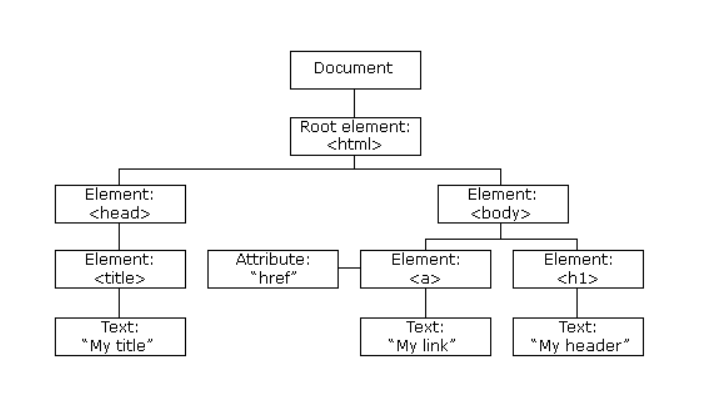 Document
Root element:
<html>
Element:
<head>
Element:
<body>
Element:
<title>
Attribute:
“href”
Element:
<a>
Element:
<h1>
Text:
“My title”
Text:
“My link”
Text:
“My header”